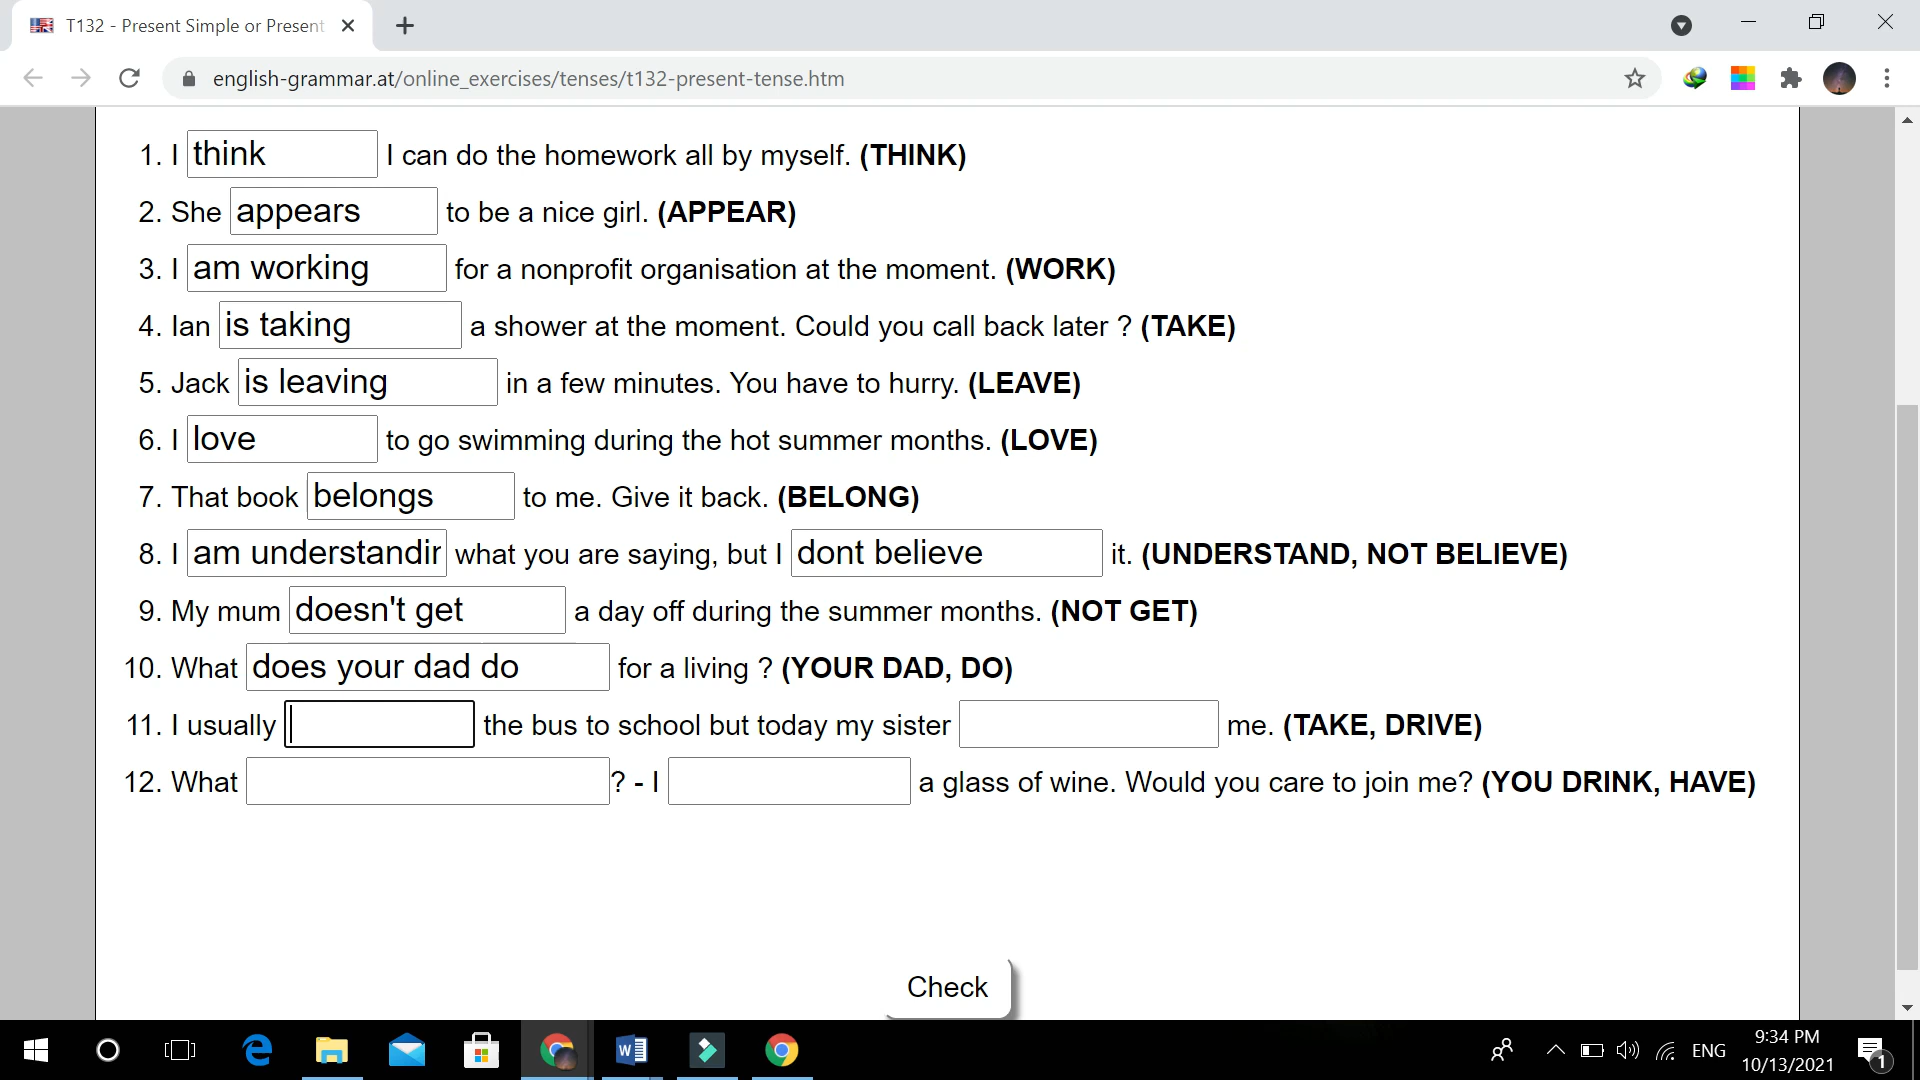 T132 - Present Simple or Present
english-grammar.at/online_exercises/tenses/t132-present-tense.htm
1. I think I can do the homework all by myself. (THINK)
2. She appears to be a nice girl. (APPEAR)
3. I am working for a nonprofit organisation at the moment. (WORK)
4. Ian is taking a shower at the moment. Could you call back later ? (TAKE)
5. Jack is leaving in a few minutes. You have to hurry. (LEAVE)
6. I love to go swimming during the hot summer months. (LOVE)
7. That book belongs to me. Give it back. (BELONG)
8. I am understandin what you are saying, but I dont believe it. (UNDERSTAND, NOT BELIEVE)
9. My mum doesn't get a day off during the summer months. (NOT GET)
10. What does your dad do for a living ? (YOUR DAD, DO)
11. I usually the bus to school but today my sister me. (TAKE, DRIVE)
12. What ? - I a glass of wine. Would you care to join me? (YOU DRINK, HAVE)
Check
W
ENG
9:34 PM
10/13/2021
1